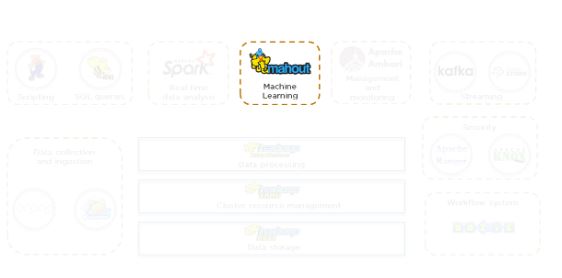 mahout
Machine
Learning
Spark
Real time
data analysis
Apache
Ambari
Management
and
monitoring
kafka
Streaming
Scripting
SQL queries
Security
Data collection
and ingestion
Data processing
Apache
Cluster resource management
Workflow system
Data storage